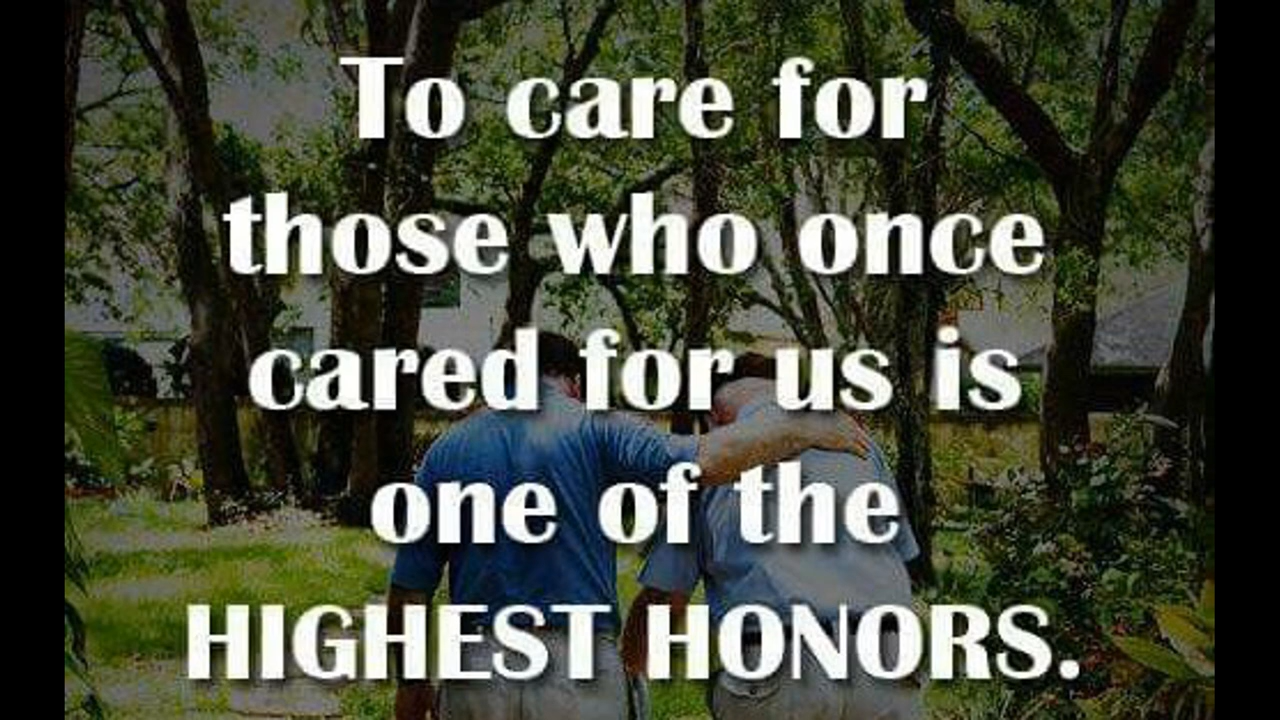 To care for
those who once
cared for us is
one of the
HIGHEST HONORS.